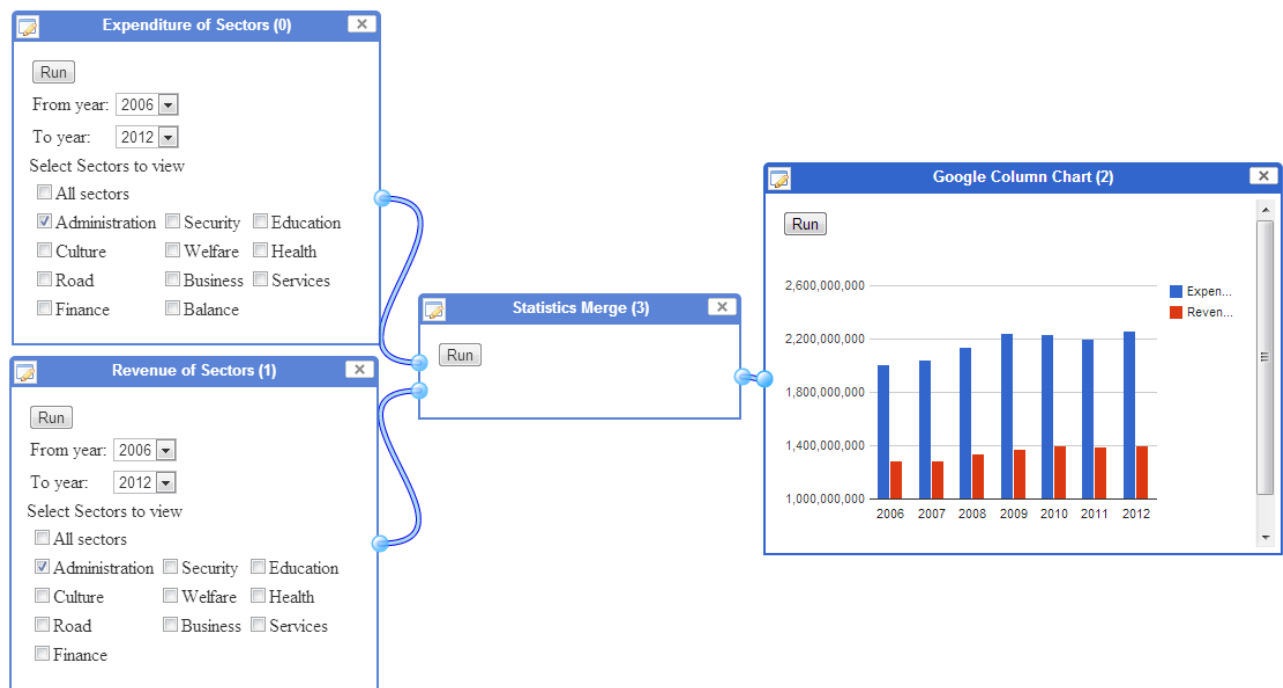 Expenditure of Sectors (0)
Run
From year: 2006
To year: 2012
Select Sectors to view
All sectors
Administration Security Education
Culture Welfare Health
Road Business Services
Finance Balance
Revenue of Sectors (1)
Run
From year: 2006
To year: 2012
Select Sectors to view
All sectors
Administration Security Education
Culture Welfare Health
Road Business Services
Finance
Statistics Merge (3)
Run
Google Column Chart (2)
Run
2,600,000,000
2,200,000,000
1,800,000,000
1,400,000,000
1,000,000,000
2006 2007 2008 2009 2010 2011 2012
Expen...
Reven...